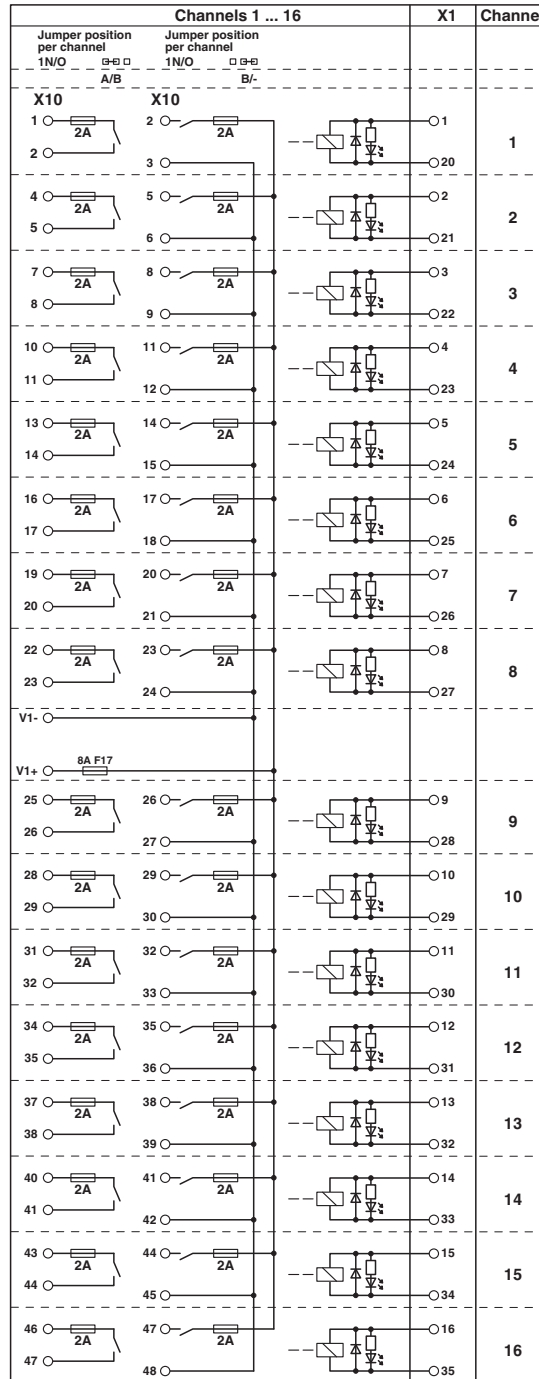 Channels 1 ... 16 X1 Channe
Jumper position per channel 1N/O A/B
Jumper position per channel 1N/O B/-
X10 X10
1 2A 2 2A 1
2 3 20 1
4 2A 5 2A 2
5 6 21 2
7 2A 8 2A 3
8 9 22 3
10 2A 11 2A 4
11 12 23 4
13 2A 14 2A 5
14 15 24 5
16 2A 17 2A 6
17 18 25 6
19 2A 20 2A 7
20 21 26 7
22 2A 23 2A 8
23 24 27 8
V1-
V1+ 8A F17
25 2A 26 2A 9
26 27 28 9
28 2A 29 2A 10
29 30 29 10
31 2A 32 2A 11
32 33 30 11
34 2A 35 2A 12
35 36 31 12
37 2A 38 2A 13
38 39 32 13
40 2A 41 2A 14
41 42 33 14
43 2A 44 2A 15
44 45 34 15
46 2A 47 2A 16
47 48 35 16